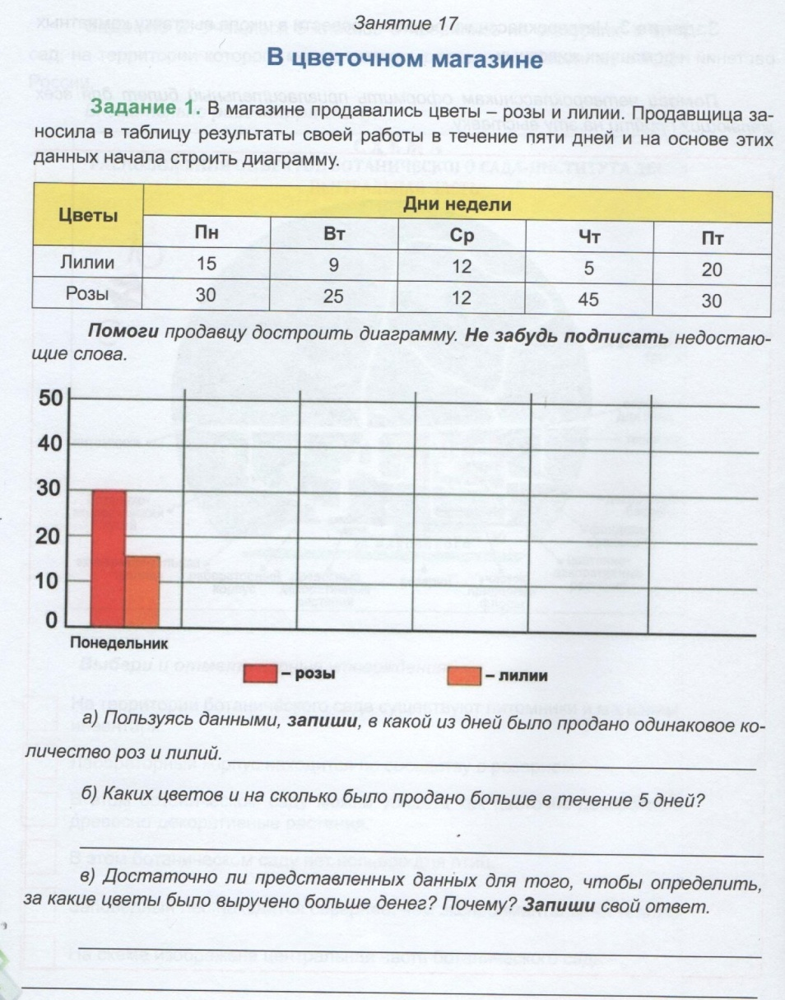 Занятие 17
В цветочном магазине
Задание 1. В магазине продавались цветы – розы и лилии. Продавщица за-
носила в таблицу результаты своей работы в течение пяти дней и на основе этих
данных начала строить диаграмму.
Цветы
Дни недели
Пн Вт Ср Чт Пт
Лилии 15 9 12 5 20
Розы 30 25 12 45 30
Помоги продавцу достроить диаграмму. Не забудь подписать недостаю-
щие слова.
50
40
30
20
10
0
Понедельник
– розы – лилии
а) Пользуясь данными, запиши, в какой из дней было продано одинаковое ко-
личество роз и лилий.
б) Каких цветов и на сколько было продано больше в течение 5 дней?
в) Достаточно ли представленных данных для того, чтобы определить,
за какие цветы было выручено больше денег? Почему? Запиши свой ответ.